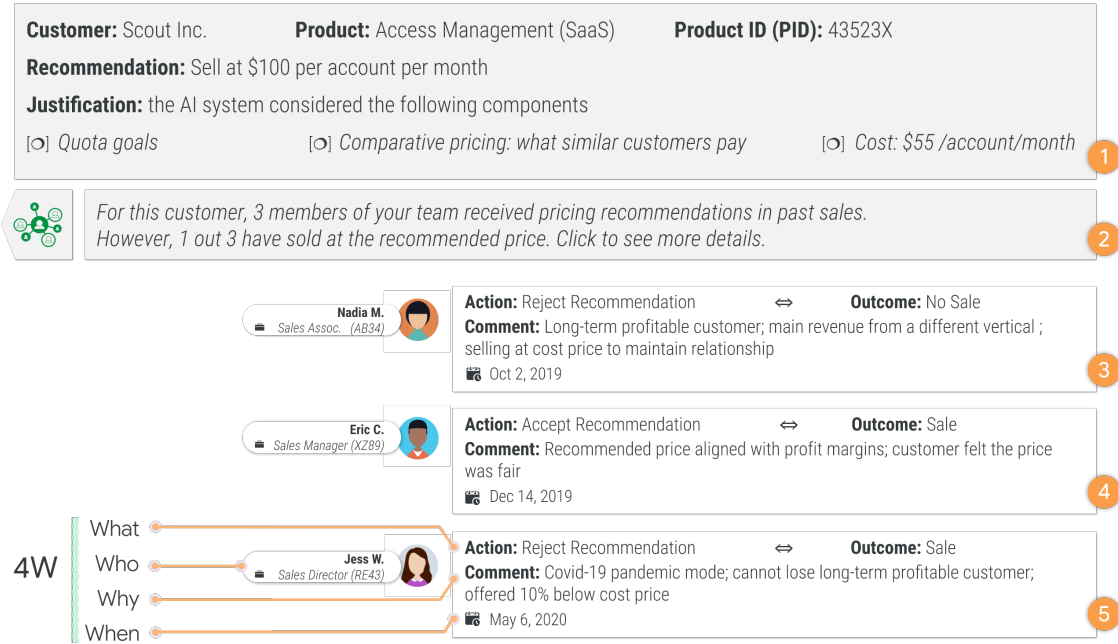 Customer: Scout Inc. Product: Access Management (SaaS) Product ID (PID): 43523X
Recommendation: Sell at $100 per account per month
Justification: the AI system considered the following components
Quota goals Comparative pricing: what similar customers pay Cost: $55 /account/month
1
For this customer, 3 members of your team received pricing recommendations in past sales.
However, 1 out 3 have sold at the recommended price. Click to see more details.
2
Nadia M.
Sales Assoc. (AB34)
Action: Reject Recommendation ⇔ Outcome: No Sale
Comment: Long-term profitable customer; main revenue from a different vertical ;
selling at cost price to maintain relationship
Oct 2, 2019
3
Eric C.
Sales Manager (XZ89)
Action: Accept Recommendation ⇔ Outcome: Sale
Comment: Recommended price aligned with profit margins; customer felt the price
was fair
Dec 14, 2019
4
4W
What
Who
Why
When
Jess W.
Sales Director (RE43)
Action: Reject Recommendation ⇔ Outcome: Sale
Comment: Covid-19 pandemic mode; cannot lose long-term profitable customer;
offered 10% below cost price
May 6, 2020
5